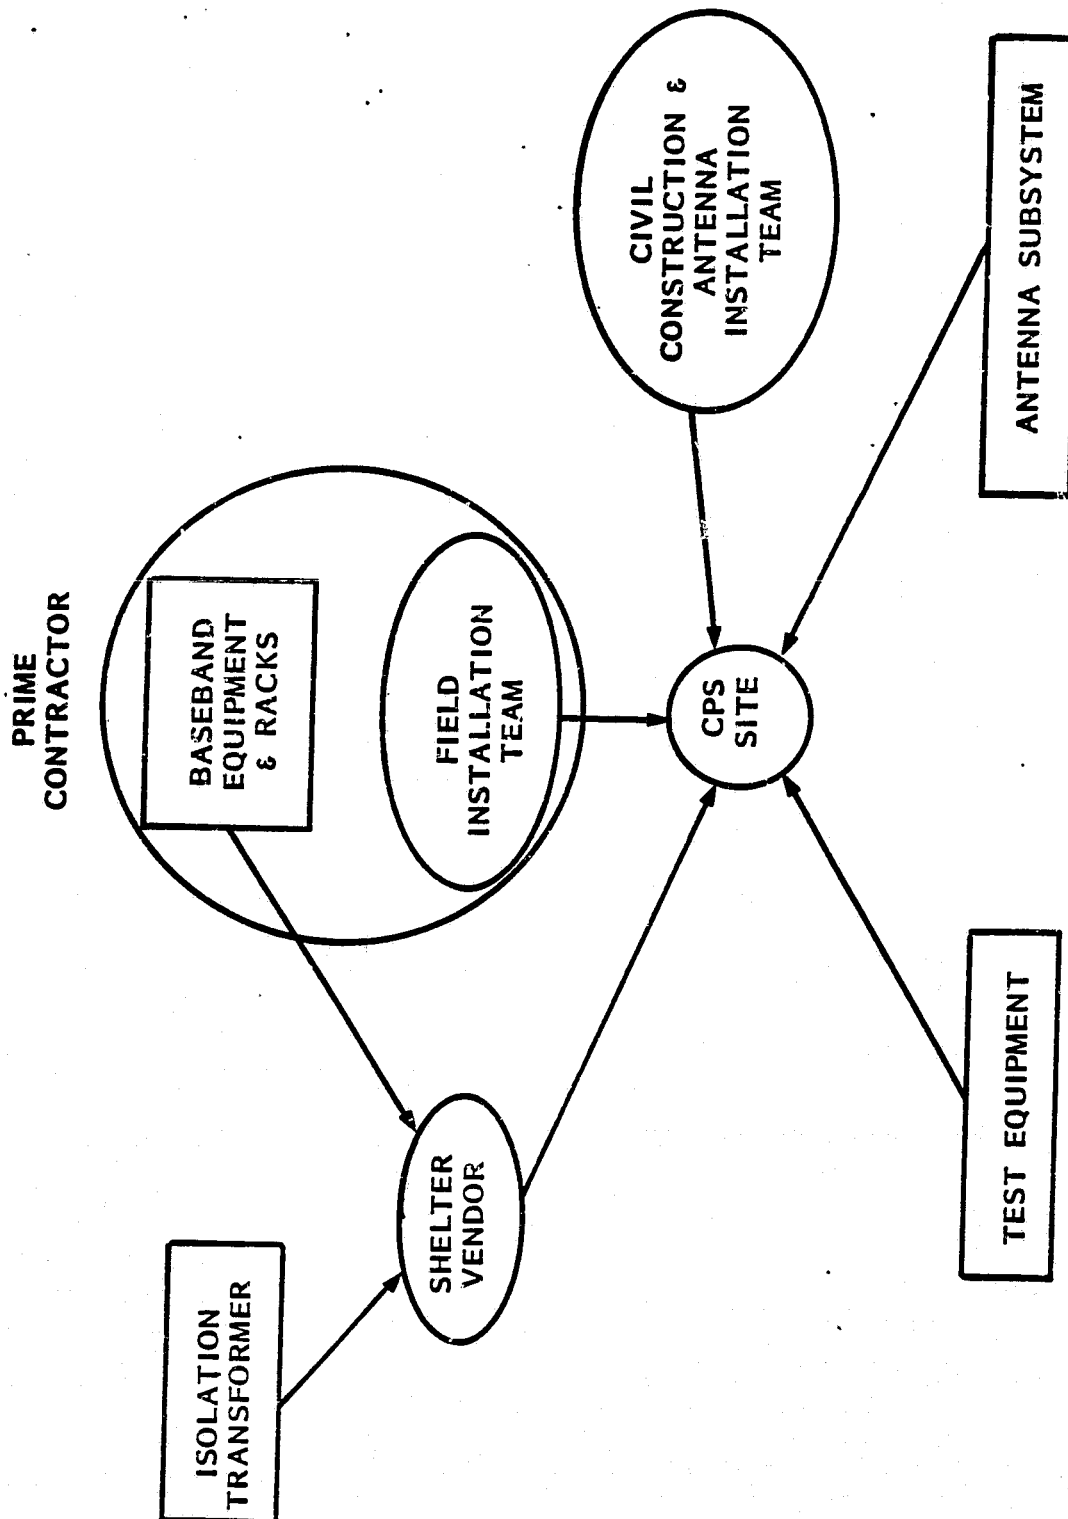 PRIME
CONTRACTOR
BASEBAND
EQUIPMENT
& RACKS
FIELD
INSTALLATION
TEAM
ISOLATION
TRANSFORMER
SHELTER
VENDOR
CIVIL
CONSTRUCTION &
ANTENNA
INSTALLATION
TEAM
CPS
SITE
TEST EQUIPMENT
ANTENNA SUBSYSTEM